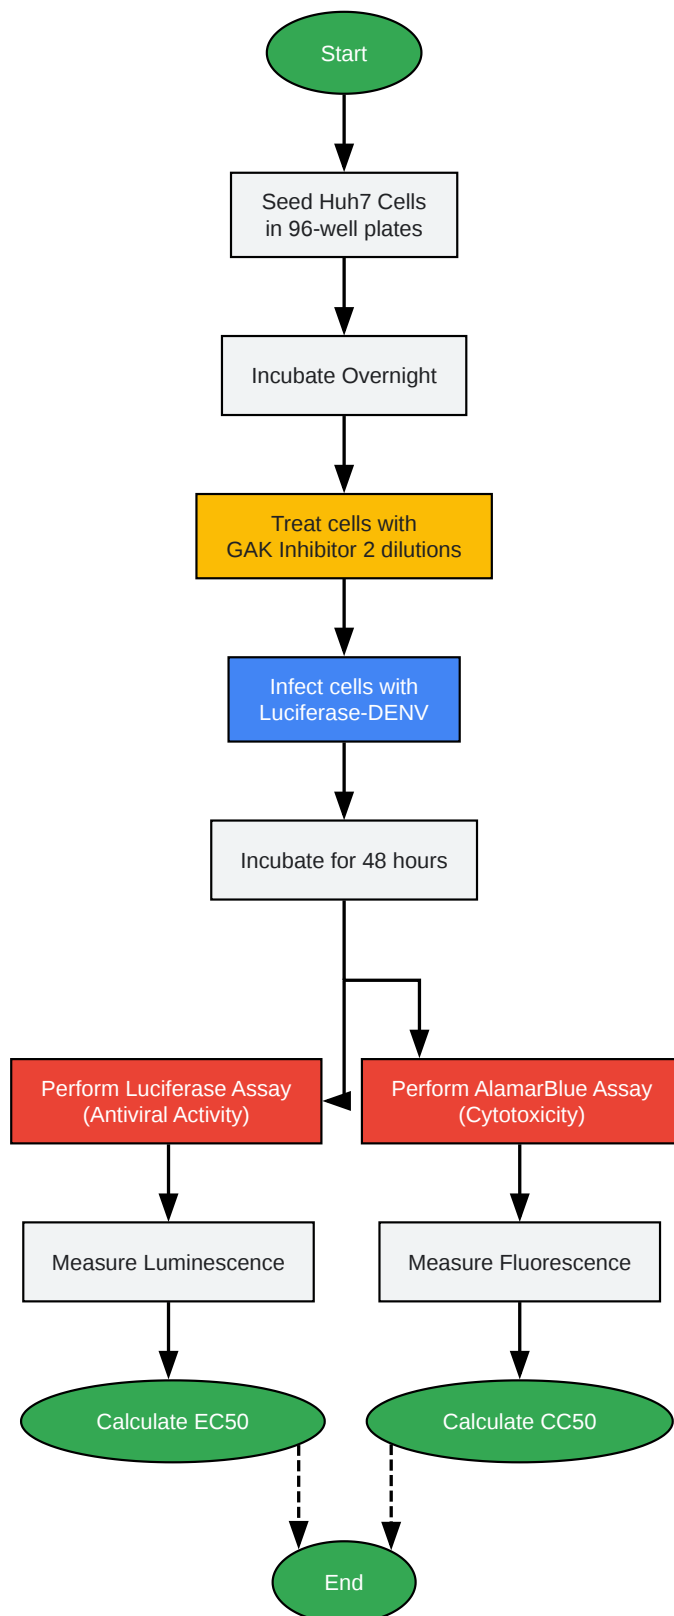 Start
Seed Huh7 Cells
in 96-well plates
Incubate Overnight
Treat cells with
GAK Inhibitor 2 dilutions
Infect cells with
Luciferase-DENV
Incubate for 48 hours
Perform Luciferase Assay
(Antiviral Activity)
Perform AlamarBlue Assay
(Cytotoxicity)
Measure Luminescence
Measure Fluorescence
Calculate EC50
Calculate CC50
End